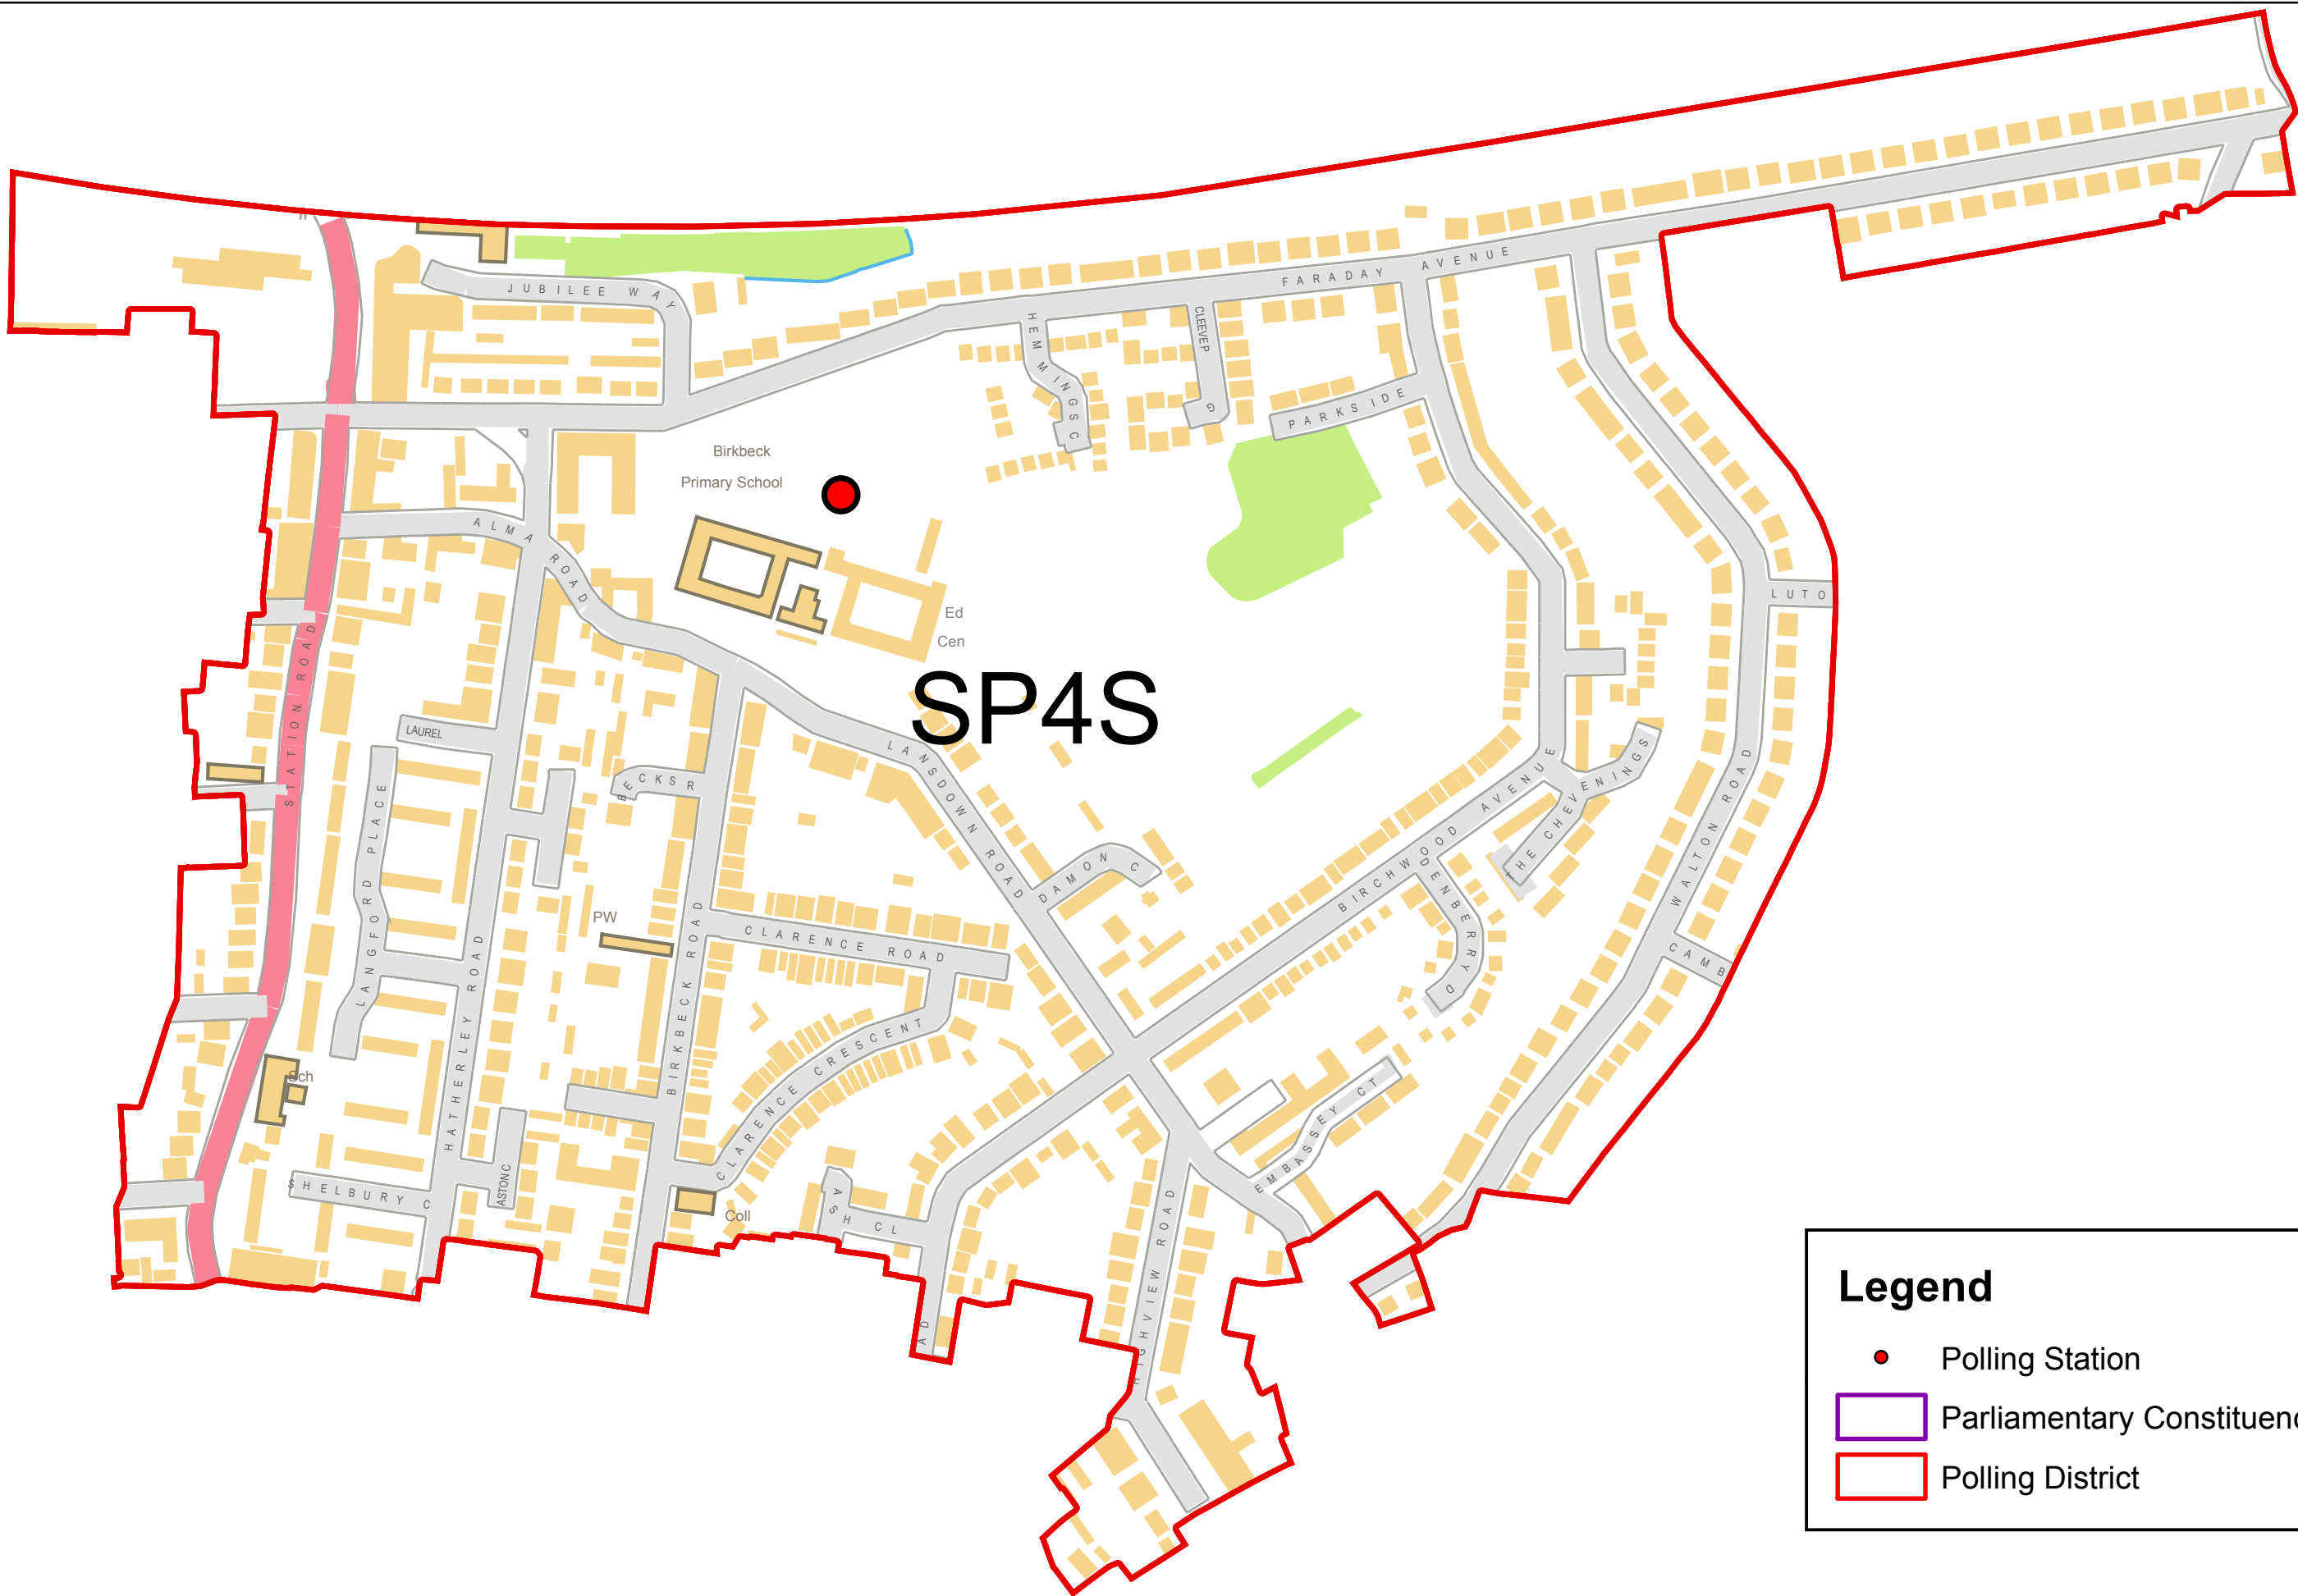 JUBILEE WAY
FARADAY AVENUE
HEMMINGS C
CLEEVE P
G
PARKSIDE
Birkbeck
Primary School
ALMA ROAD
LUTO
Ed
Cen
SP4S
STATION ROAD
LAUREL
LANSDOWN ROAD
BECKS R
LANGFORD PLACE
DAMON C
BIRCHWOOD AVENUE
THE CHEVENINGS
WALTON ROAD
DENBERRY D
PW
CLARENCE ROAD
CAMB
HATHERLEY ROAD
BIRKBECK ROAD
CLARENCE CRESCENT
Sch
EMBASSEY CT
SHELBURY C
ASTON C
Coll
ASH CL
HIGHVIEW ROAD
AD
Legend
Polling Station
Parliamentary Constituenc
Polling District